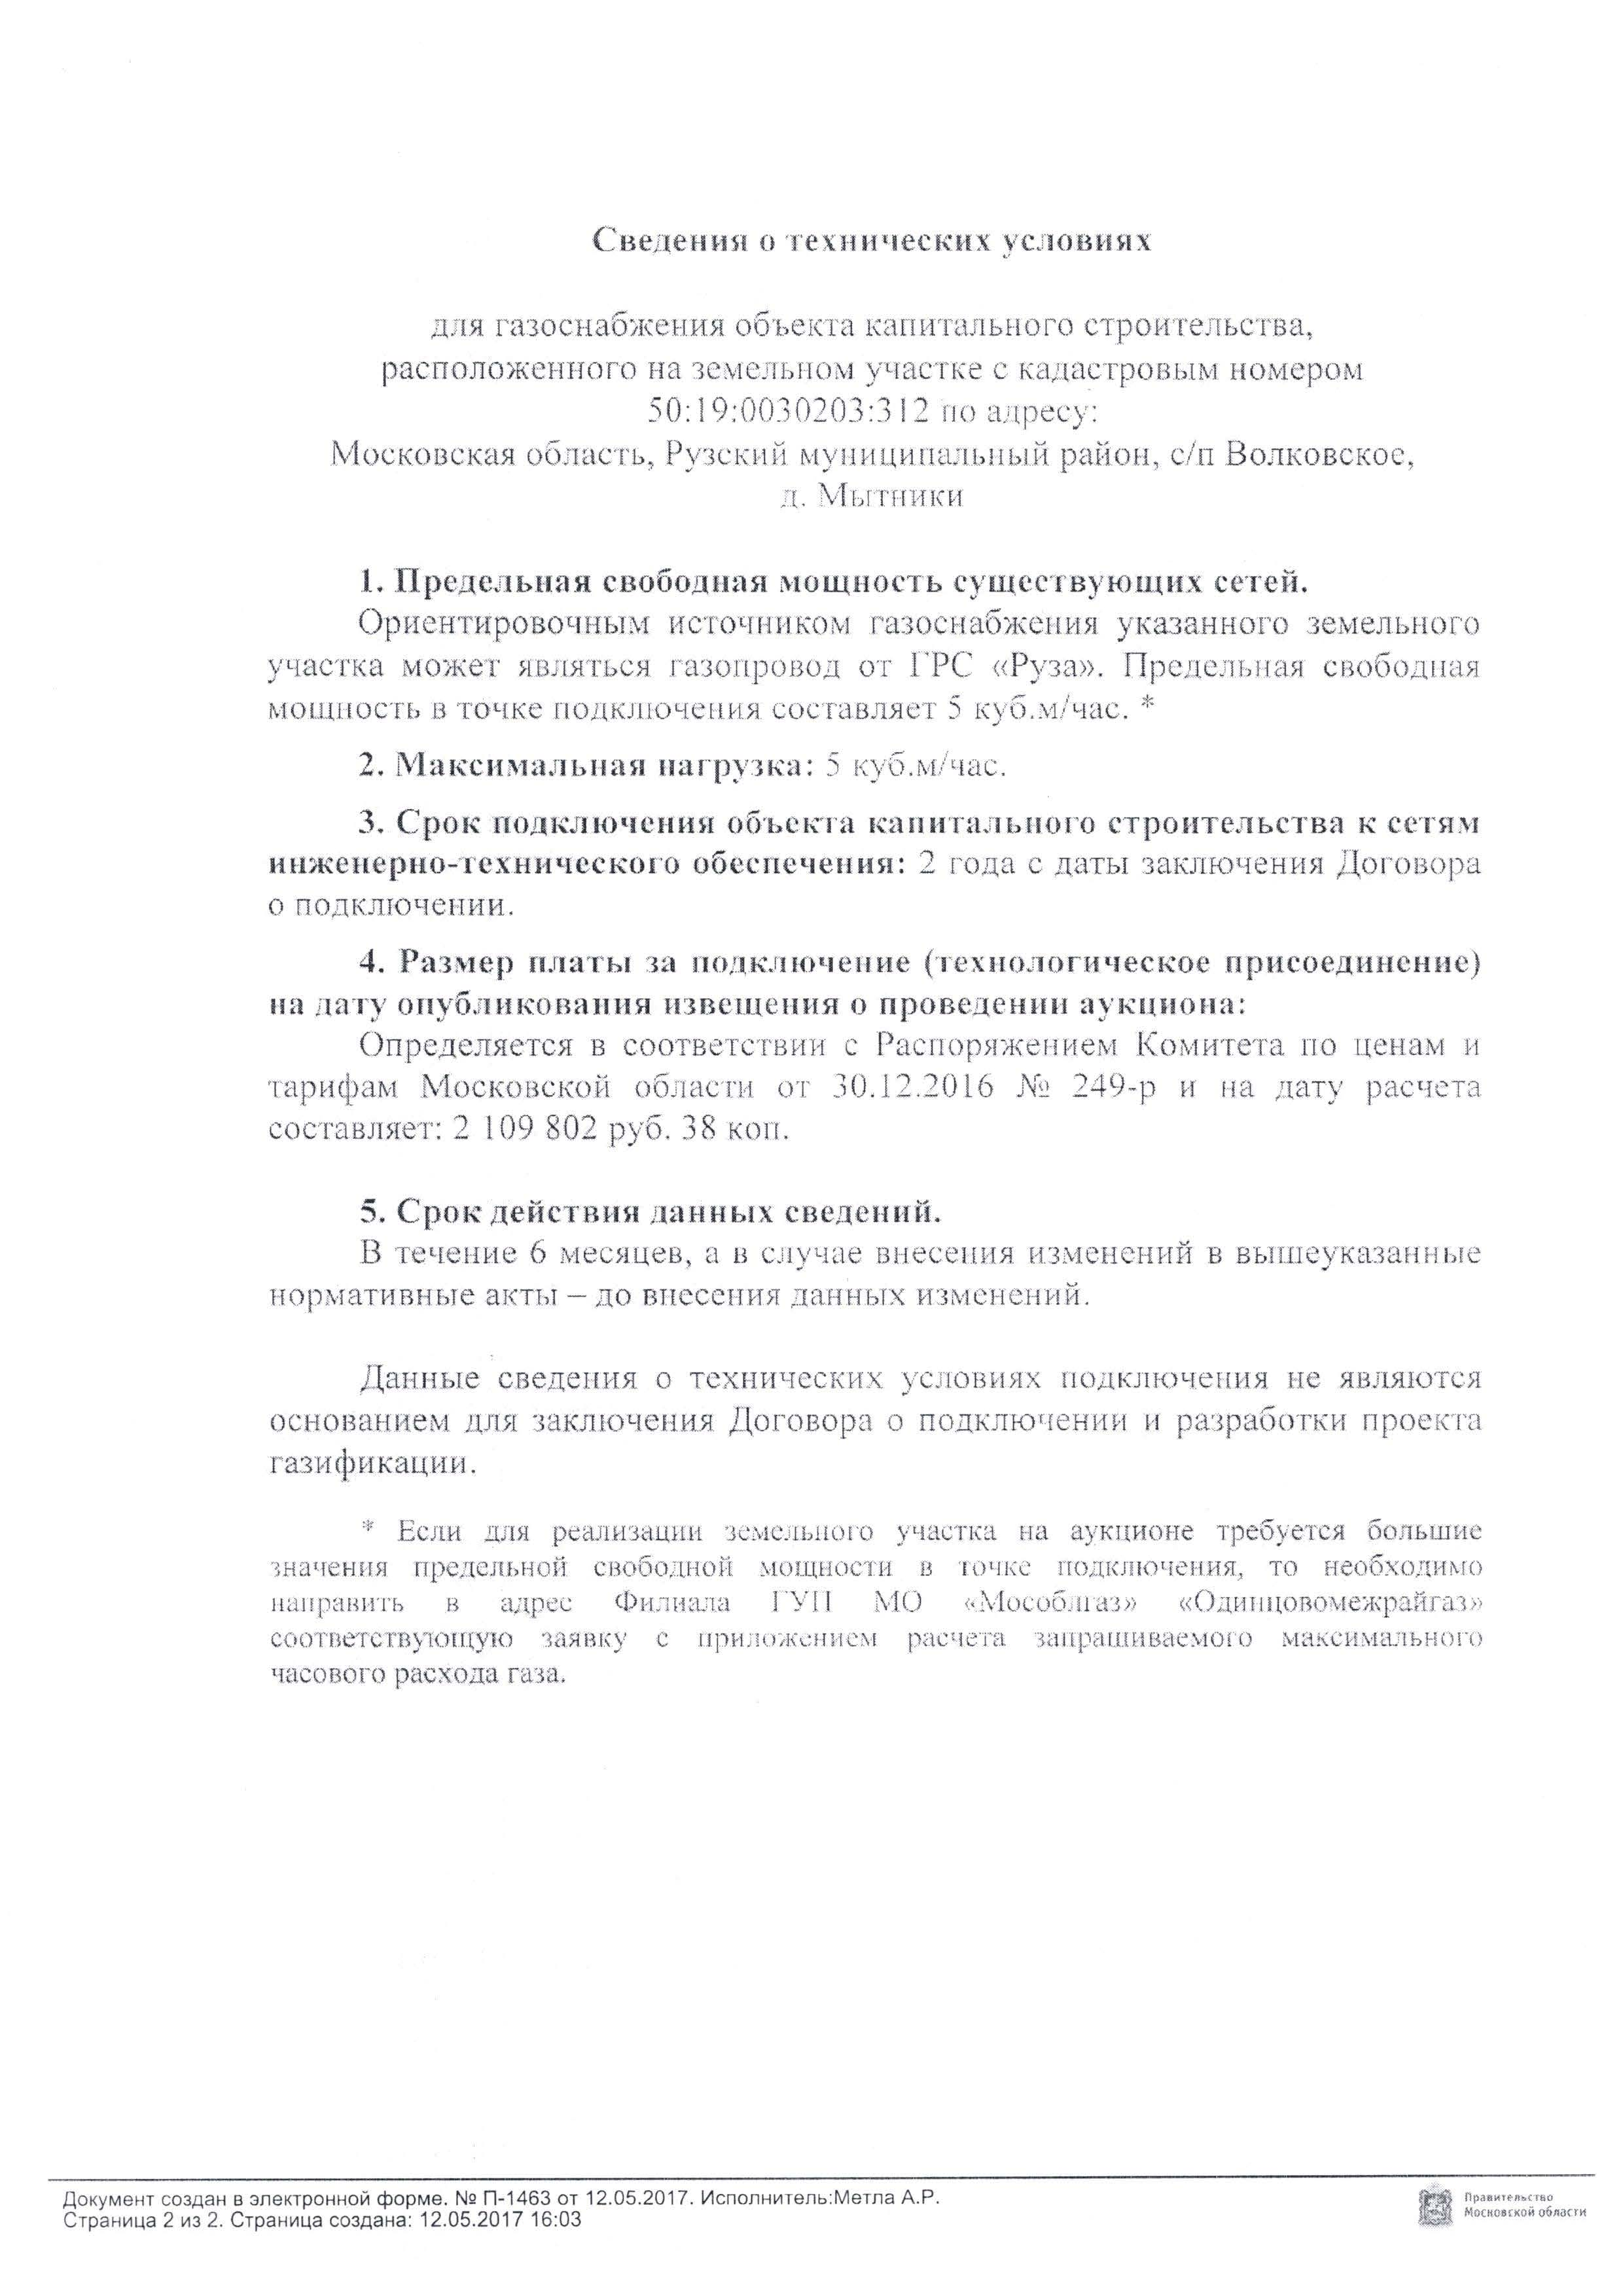 Сведения о технических условиях
для газоснабжения объекта капитального строительства,
расположенного на земельном участке с кадастровым номером
50:19:0030203:312 по адресу:
Московская область, Рузский муниципальный район, с/п Волковское,
д. Мытники
1. Предельная свободная мощность существующих сетей.
Ориентировочным источником газоснабжения указанного земельного
участка может являться газопровод от ГРС «Руза». Предельная свободная
мощность в точке подключения составляет 5 куб.м/час. *
2. Максимальная нагрузка: 5 куб.м/час.
3. Срок подключения объекта капитального строительства к сетям
инженерно-технического обеспечения: 2 года с даты заключения Договора
о подключении.
4. Размер платы за подключение (технологическое присоединение)
на дату опубликования извещения о проведении аукциона:
Определяется в соответствии с Распоряжением Комитета по ценам и
тарифам Московской области от 30.12.2016 № 249-р и на дату расчета
составляет: 2 109 802 руб. 38 коп.
5. Срок действия данных сведений.
В течение 6 месяцев, а в случае внесения изменений в вышеуказанные
нормативные акты – до внесения данных изменений.
Данные сведения о технических условиях подключения не являются
основанием для заключения Договора о подключении и разработки проекта
газификации.
* Если для реализации земельного участка на аукционе требуется большие
значения предельной свободной мощности в точке подключения, то необходимо
направить в адрес Филиала ГУП МО «Мособлгаз» «Одинцовомежрайгаз»
соответствующую заявку с приложением расчета запрашиваемого максимального
часового расхода газа.
Документ создан в электронной форме. № П-1463 от 12.05.2017. Исполнитель:Метла А.Р.
Страница 2 из 2. Страница создана: 12.05.2017 16:03
Правительство
Московской области